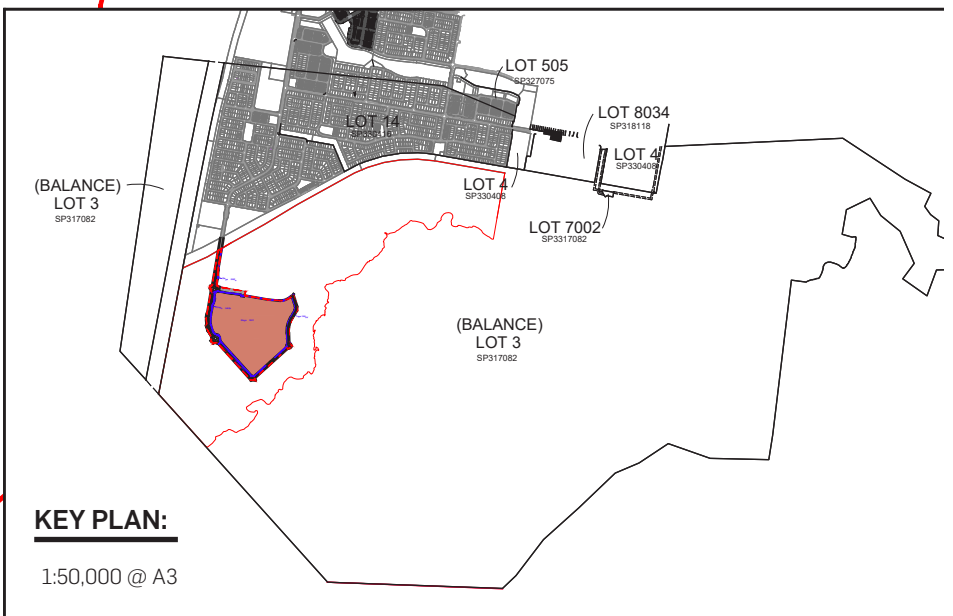 LOT 505
SP327075
LOT 8034
SP318118
LOT 14
LOT 4
SP330408
(BALANCE)
LOT 3
SP317082
LOT 4
SP330408
LOT 7002
SP3317082
(BALANCE)
LOT 3
SP317082
KEY PLAN:
1:50,000 @ A3